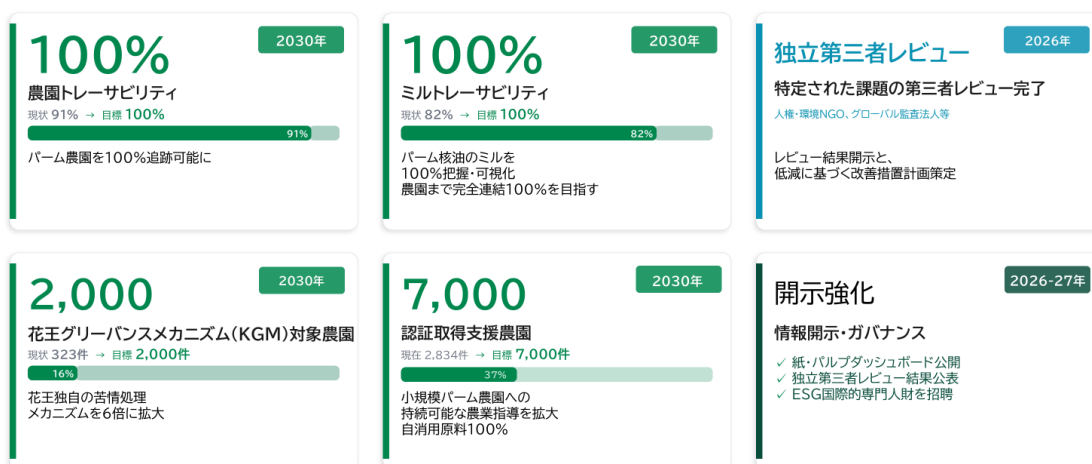 100%
2030年
農園トレーサビリティ
現状 91% → 目標 100%
91%
パーム農園を100%追跡可能に
100%
2030年
ミルトレーサビリティ
現状 82% → 目標 100%
82%
パーム核油のミルを
100%把握・可視化
農園まで完全連結100%を目指す
独立第三者レビュー
2026年
特定された課題の第三者レビュー完了
人権・環境NGO、グローバル監査法人等
レビュー結果開示と、
低減に基づく改善措置計画策定
2,000
2030年
花王グリーバンスメカニズム(KGM)対象農園
現状 323件 → 目標 2,000件
16%
花王独自の苦情処理
メカニズムを6倍に拡大
7,000
2030年
認証取得支援農園
現在 2,834件 → 目標 7,000件
37%
小規模パーム農園への
持続可能な農業指導を拡大
自消用原料100%
開示強化
2026-27年
情報開示・ガバナンス
✓ 紙・パルプダッシュボード公開
✓ 独立第三者レビュー結果公表
✓ ESG国際的専門人財を招聘